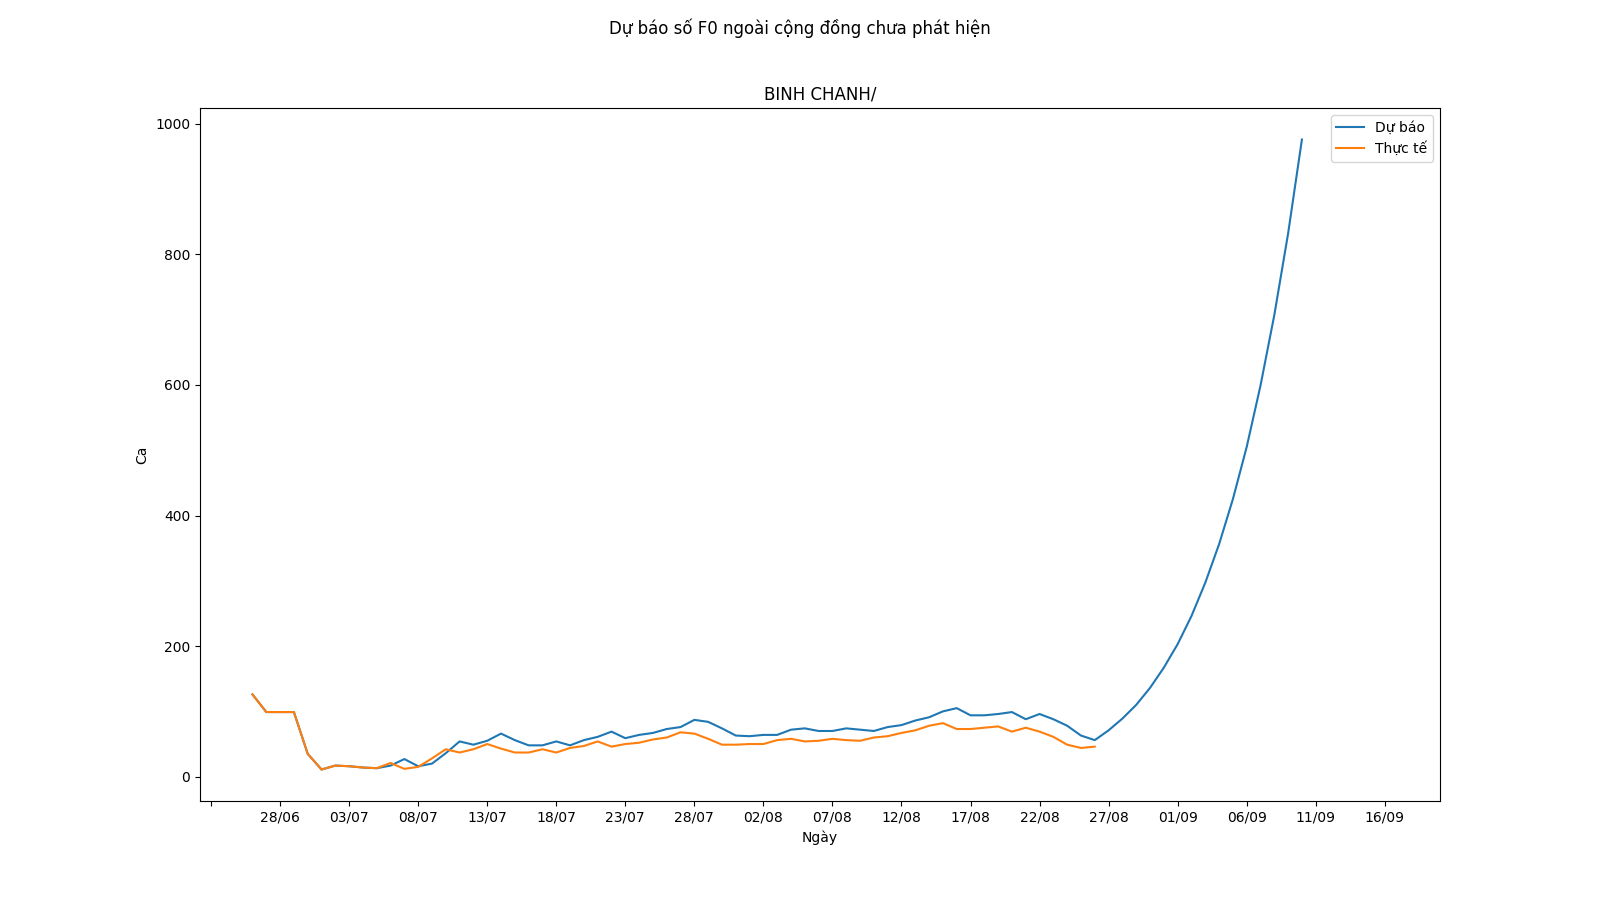 Dự báo số F0 ngoài cộng đồng chưa phát hiện
BINH CHANH/
1000
800
600
400
200
0
Ca
Dự báo
Thực tế
28/06 03/07 08/07 13/07 18/07 23/07 28/07 02/08 07/08 12/08 17/08 22/08 27/08 01/09 06/09 11/09 16/09
Ngày